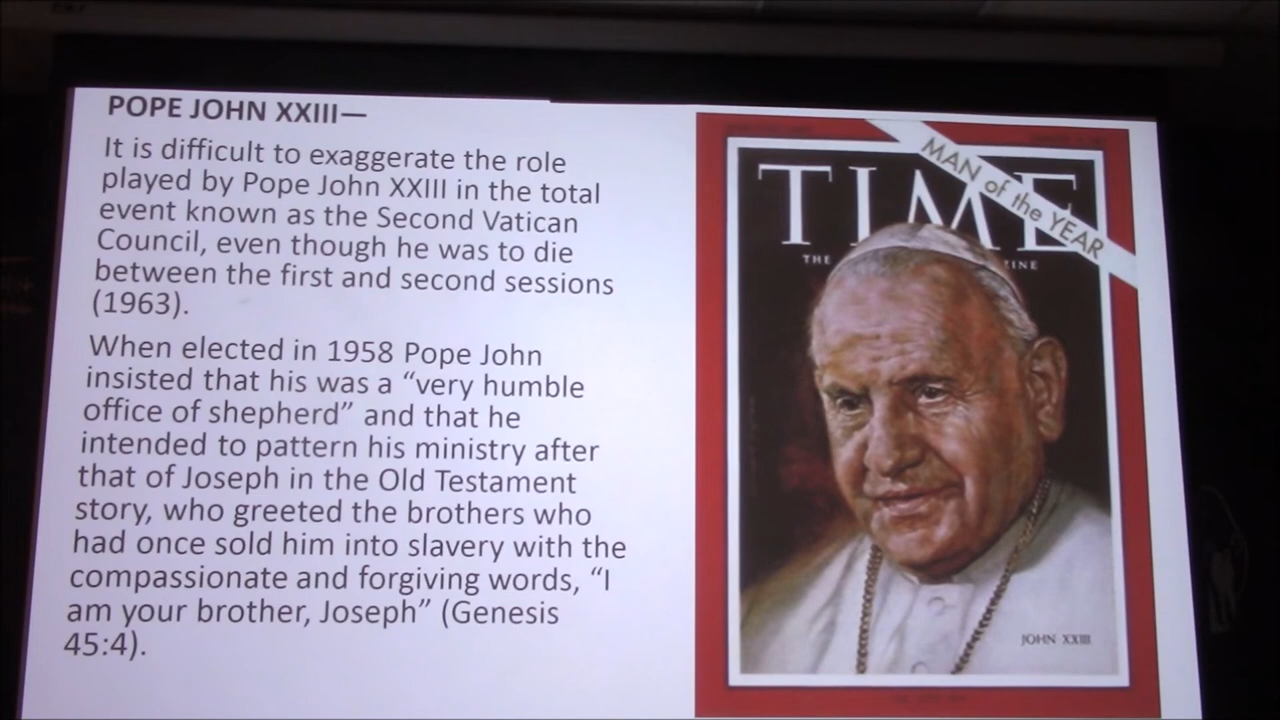 POPE JOHN XXIII—
It is difficult to exaggerate the role
played by Pope John XXIII in the total
event known as the Second Vatican
Council, even though he was to die
between the first and second sessions
(1963).
When elected in 1958 Pope John
insisted that his was a “very humble
office of shepherd” and that he
intended to pattern his ministry after
that of Joseph in the Old Testament
story, who greeted the brothers who
had once sold him into slavery with the
compassionate and forgiving words, “I
am your brother, Joseph” (Genesis
45:4).
MAN of the YEAR
TIME
THE
JOHN XXIII